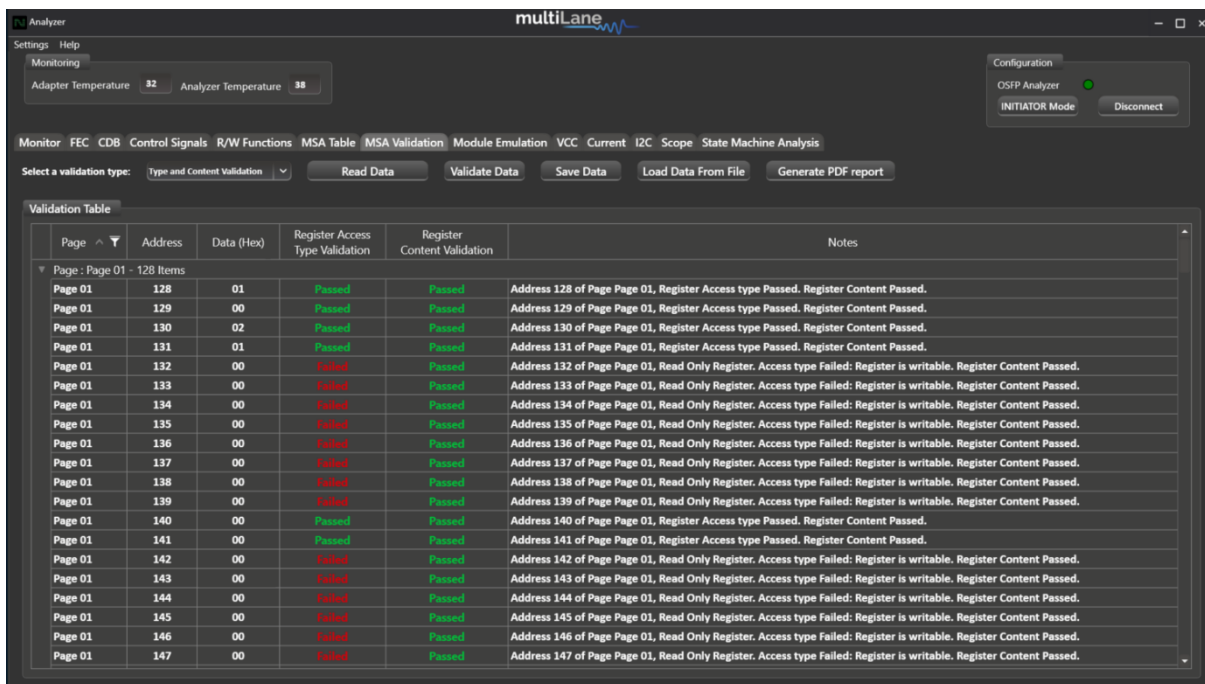 Analyzer
multiLane
Settings Help
Monitoring
Adapter Temperature 32 Analyzer Temperature 38
Configuration
OSFP Analyzer
INITIATOR Mode Disconnect
Monitor FEC CDB Control Signals R/W Functions MSA Table MSA Validation Module Emulation VCC Current I2C Scope State Machine Analysis
Select a validation type: Type and Content Validation Read Data Validate Data Save Data Load Data From File Generate PDF report
Validation Table
Page Address Data (Hex) Register Access Type Validation Register Content Validation Notes
Page : Page 01 - 128 Items
Page 01 128 01 Passed Passed Address 128 of Page Page 01, Register Access type Passed. Register Content Passed.
Page 01 129 00 Passed Passed Address 129 of Page Page 01, Register Access type Passed. Register Content Passed.
Page 01 130 02 Passed Passed Address 130 of Page Page 01, Register Access type Passed. Register Content Passed.
Page 01 131 01 Passed Passed Address 131 of Page Page 01, Register Access type Passed. Register Content Passed.
Page 01 132 00 Failed Passed Address 132 of Page Page 01, Read Only Register. Access type Failed: Register is writable. Register Content Passed.
Page 01 133 00 Failed Passed Address 133 of Page Page 01, Read Only Register. Access type Failed: Register is writable. Register Content Passed.
Page 01 134 00 Failed Passed Address 134 of Page Page 01, Read Only Register. Access type Failed: Register is writable. Register Content Passed.
Page 01 135 00 Failed Passed Address 135 of Page Page 01, Read Only Register. Access type Failed: Register is writable. Register Content Passed.
Page 01 136 00 Failed Passed Address 136 of Page Page 01, Read Only Register. Access type Failed: Register is writable. Register Content Passed.
Page 01 137 00 Failed Passed Address 137 of Page Page 01, Read Only Register. Access type Failed: Register is writable. Register Content Passed.
Page 01 138 00 Failed Passed Address 138 of Page Page 01, Read Only Register. Access type Failed: Register is writable. Register Content Passed.
Page 01 139 00 Failed Passed Address 139 of Page Page 01, Read Only Register. Access type Failed: Register is writable. Register Content Passed.
Page 01 140 00 Passed Passed Address 140 of Page Page 01, Register Access type Passed. Register Content Passed.
Page 01 141 00 Passed Passed Address 141 of Page Page 01, Register Access type Passed. Register Content Passed.
Page 01 142 00 Failed Passed Address 142 of Page Page 01, Read Only Register. Access type Failed: Register is writable. Register Content Passed.
Page 01 143 00 Failed Passed Address 143 of Page Page 01, Read Only Register. Access type Failed: Register is writable. Register Content Passed.
Page 01 144 00 Failed Passed Address 144 of Page Page 01, Read Only Register. Access type Failed: Register is writable. Register Content Passed.
Page 01 145 00 Failed Passed Address 145 of Page Page 01, Read Only Register. Access type Failed: Register is writable. Register Content Passed.
Page 01 146 00 Failed Passed Address 146 of Page Page 01, Read Only Register. Access type Failed: Register is writable. Register Content Passed.
Page 01 147 00 Failed Passed Address 147 of Page Page 01, Read Only Register. Access type Failed: Register is writable. Register Content Passed.